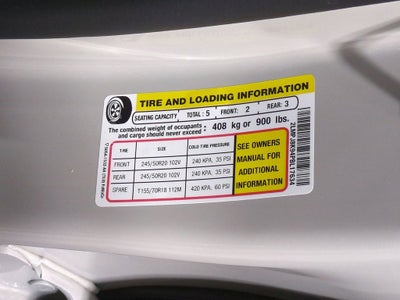 TIRE AND LOADING INFORMATION
SEATING CAPACITY TOTAL: 5 FRONT: 2 REAR: 3
The combined weight of occupants and cargo should never exceed: 408 kg or 900 lbs.
TIRE SIZE COLD TIRE PRESSURE
FRONT 245/50R20 102V 240 KPA, 35 PSI
REAR 245/50R20 102V 240 KPA, 35 PSI
SPARE T155/70R18 112M 420 KPA, 60 PSI
SEE OWNERS
MANUAL FOR
ADDITIONAL
INFORMATION